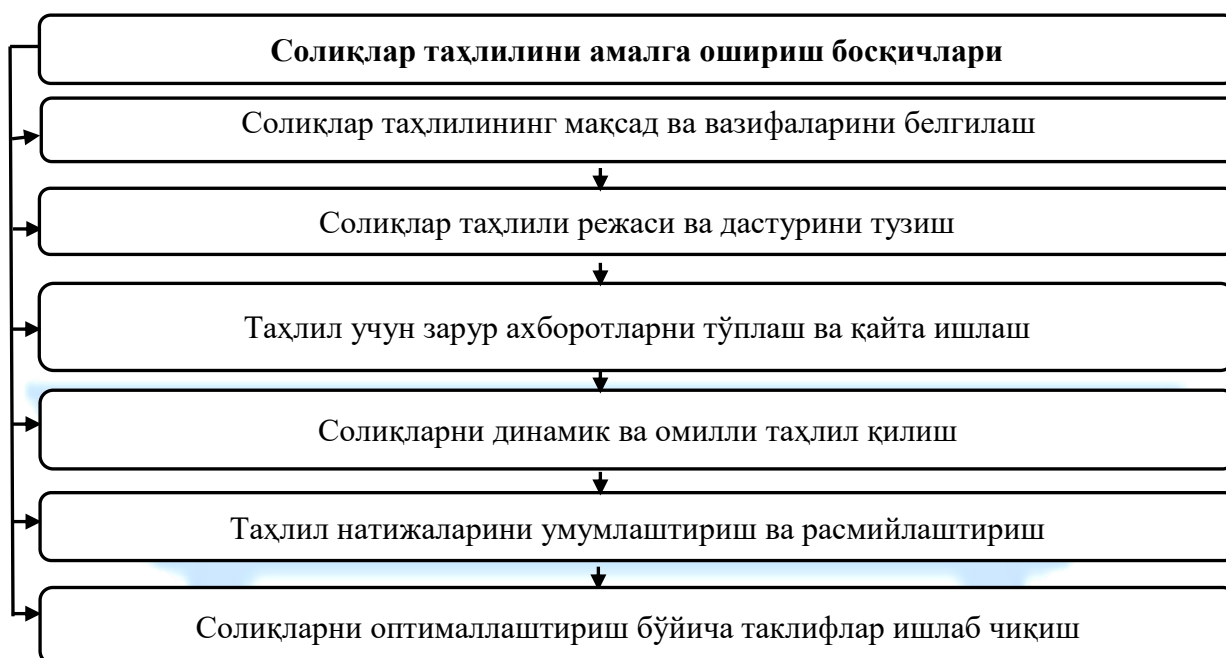 Солиқлар таҳлилини амалга ошириш босқичлари
Солиқлар таҳлилининг мақсад ва вазифаларини белгилаш
Солиқлар таҳлили режаси ва дастурини тузиш
Таҳлил учун зарур ахборотларни тўплаш ва қайта ишлаш
Солиқларни динамик ва омилли таҳлил қилиш
Таҳлил натижаларини умумлаштириш ва расмийлаштириш
Солиқларни оптималлаштириш бўйича таклифлар ишлаб чиқиш